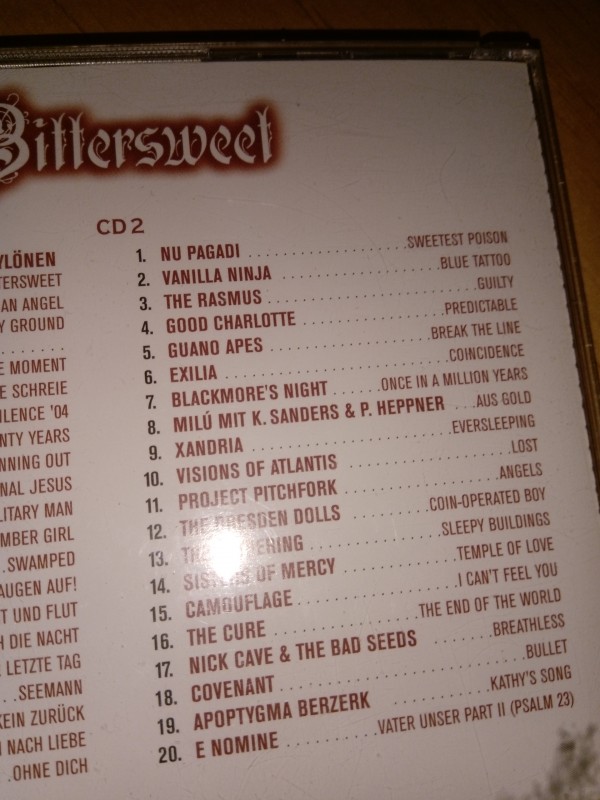 Bittersweet
YLÖNEN
TERSWEET
AN ANGEL
Y GROUND
........
E MOMENT
E SCHREIE
ILENCE '04
NTY YEARS
NNING OUT
NAL JESUS
LITARY MAN
MBER GIRL
..SWAMPED
AUGEN AUF!
T UND FLUT
H DIE NACHT
LETZTE TAG
...SEEMANN
KEIN ZURÜCK
NACH LIEBE
.OHNE DICH
CD 2
1. NU PAGADI ........................ SWEETEST POISON
2. VANILLA NINJA ........................ BLUE TATTOO
3. THE RASMUS ........................ GUILTY
4. GOOD CHARLOTTE ................ PREDICTABLE
5. GUANO APES ........................ BREAK THE LINE
6. EXILIA ................................ COINCIDENCE
7. BLACKMORE'S NIGHT ...... ONCE IN A MILLION YEARS
8. MILÚ MIT K. SANDERS & P. HEPPNER ... AUS GOLD
9. XANDRIA ............................ EVERSLEEPING
10. VISIONS OF ATLANTIS ........................ LOST
11. PROJECT PITCHFORK .................... ANGELS
12. THE DRESDEN DOLLS ............ COIN-OPERATED BOY
13. THE ................ SLEEPY BUILDINGS
14. SISTERS OF MERCY ................ TEMPLE OF LOVE
15. CAMOUFLAGE .................... I CAN'T FEEL YOU
16. THE CURE ................ THE END OF THE WORLD
17. NICK CAVE & THE BAD SEEDS ........ BREATHLESS
18. COVENANT ................................ BULLET
19. APOPTYGMA BERZERK ............ KATHY'S SONG
20. E NOMINE .......... VATER UNSER PART II (PSALM 23)